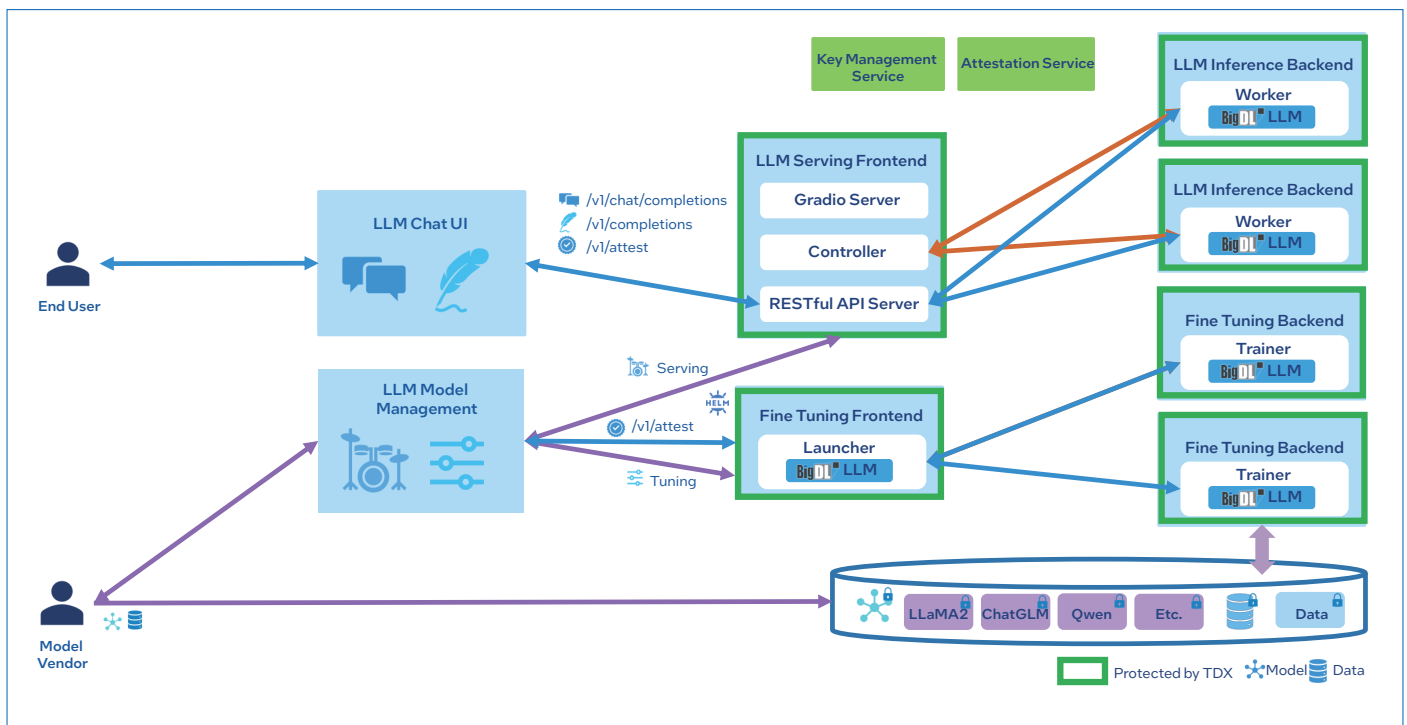 Key Management
Service
Attestation Service
LLM Inference Backend
Worker
BigDL LLM
LLM Inference Backend
Worker
BigDL LLM
LLM Serving Frontend
Gradio Server
Controller
RESTful API Server
/v1/chat/completions
/v1/completions
/v1/attest
LLM Chat UI
End User
Fine Tuning Backend
Trainer
BigDL LLM
Fine Tuning Backend
Trainer
BigDL LLM
LLM Model
Management
Serving
HELM
/v1/attest
Tuning
Fine Tuning Frontend
Launcher
BigDL LLM
Model
Vendor
LLaMA2
ChatGLM
Qwen
Etc.
Data
Protected by TDX
Model
Data